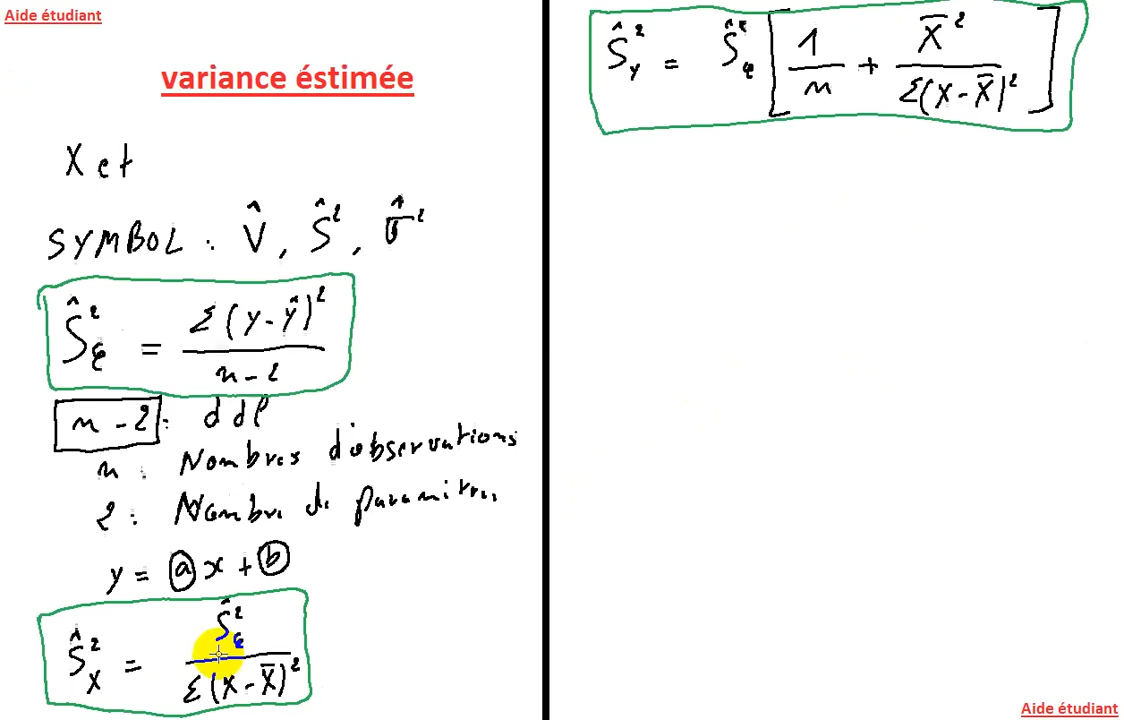 Aide étudiant
variance éstimée
X et
SYMBOL : V̂, Ŝ², σ̂²
Ŝ²ε = Σ(y-ŷ)² / n-2
n-2 : ddl
n : Nombres d'observations
2 : Nombre de paramitres
y = ax + b
Ŝ²X = Ŝ²ε / Σ(X-X̄)²
Ŝ²y = Ŝ²ε [1/n + X̄² / Σ(X-X̄)²]
Aide étudiant